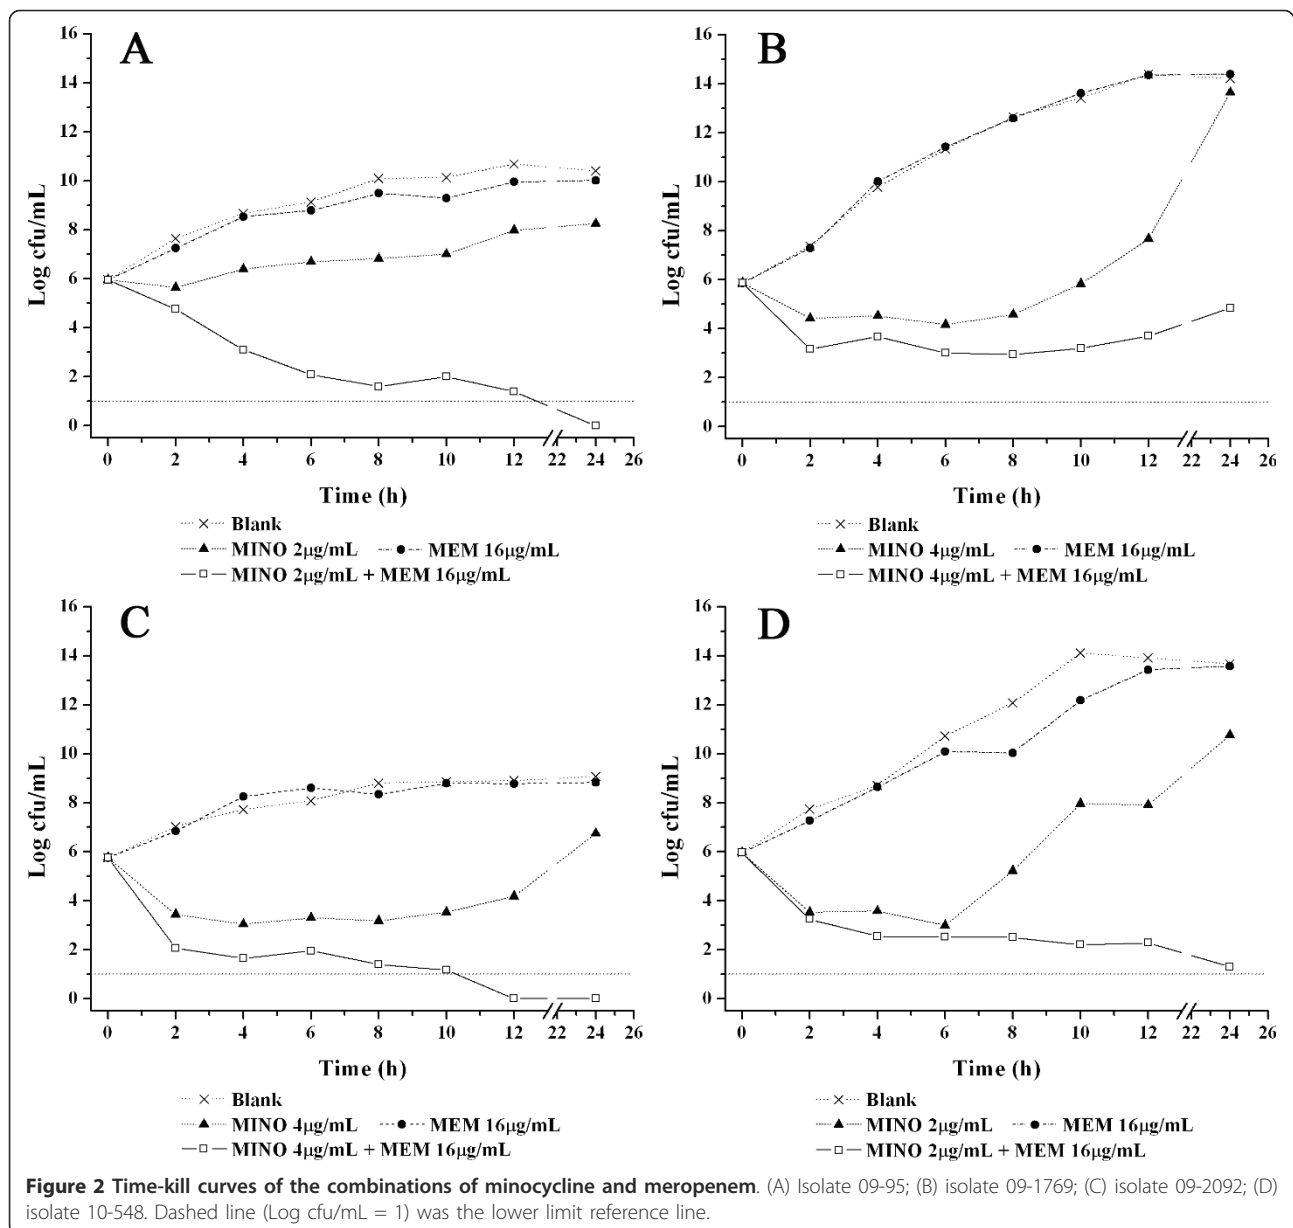 A
16
14
12
10
8
6
4
2
0
Log cfu/mL
0 2 4 6 8 10 12 22 24 26
Time (h)
Blank
MINO 2μg/mL MEM 16μg/mL
MINO 2μg/mL + MEM 16μg/mL
B
16
14
12
10
8
6
4
2
0
Log cfu/mL
0 2 4 6 8 10 12 22 24 26
Time (h)
Blank
MINO 4μg/mL MEM 16μg/mL
MINO 4μg/mL + MEM 16μg/mL
C
16
14
12
10
8
6
4
2
0
Log cfu/mL
0 2 4 6 8 10 12 22 24 26
Time (h)
Blank
MINO 4μg/mL MEM 16μg/mL
MINO 4μg/mL + MEM 16μg/mL
D
16
14
12
10
8
6
4
2
0
Log cfu/mL
0 2 4 6 8 10 12 22 24 26
Time (h)
Blank
MINO 2μg/mL MEM 16μg/mL
MINO 2μg/mL + MEM 16μg/mL
Figure 2 Time-kill curves of the combinations of minocycline and meropenem. (A) Isolate 09-95; (B) isolate 09-1769; (C) isolate 09-2092; (D)
isolate 10-548. Dashed line (Log cfu/mL = 1) was the lower limit reference line.